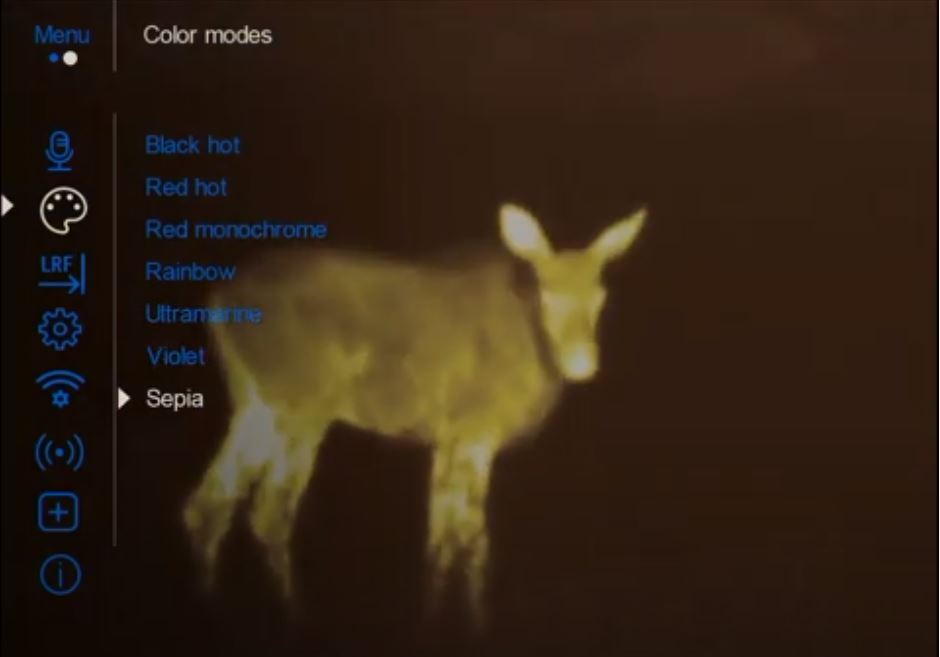 Menu
Color modes
Black hot
Red hot
Red monochrome
LRF
Rainbow
Ultramarine
Violet
Sepia